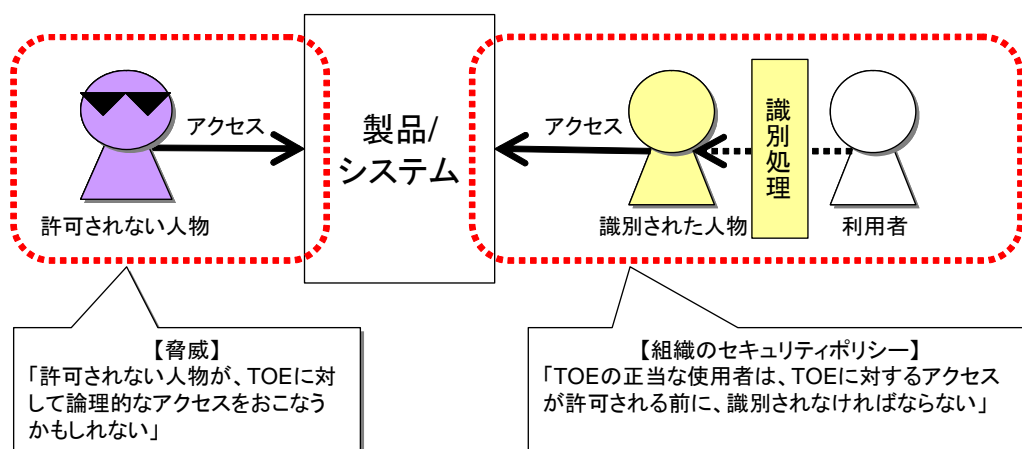 アクセス
許可されない人物
製品/
システム
アクセス
識別された人物
識別処理
利用者
【脅威】
「許可されない人物が、TOEに対
して論理的なアクセスをおこなう
かもしれない」
【組織のセキュリティポリシー】
「TOEの正当な使用者は、TOEに対するアクセス
が許可される前に、識別されなければならない」